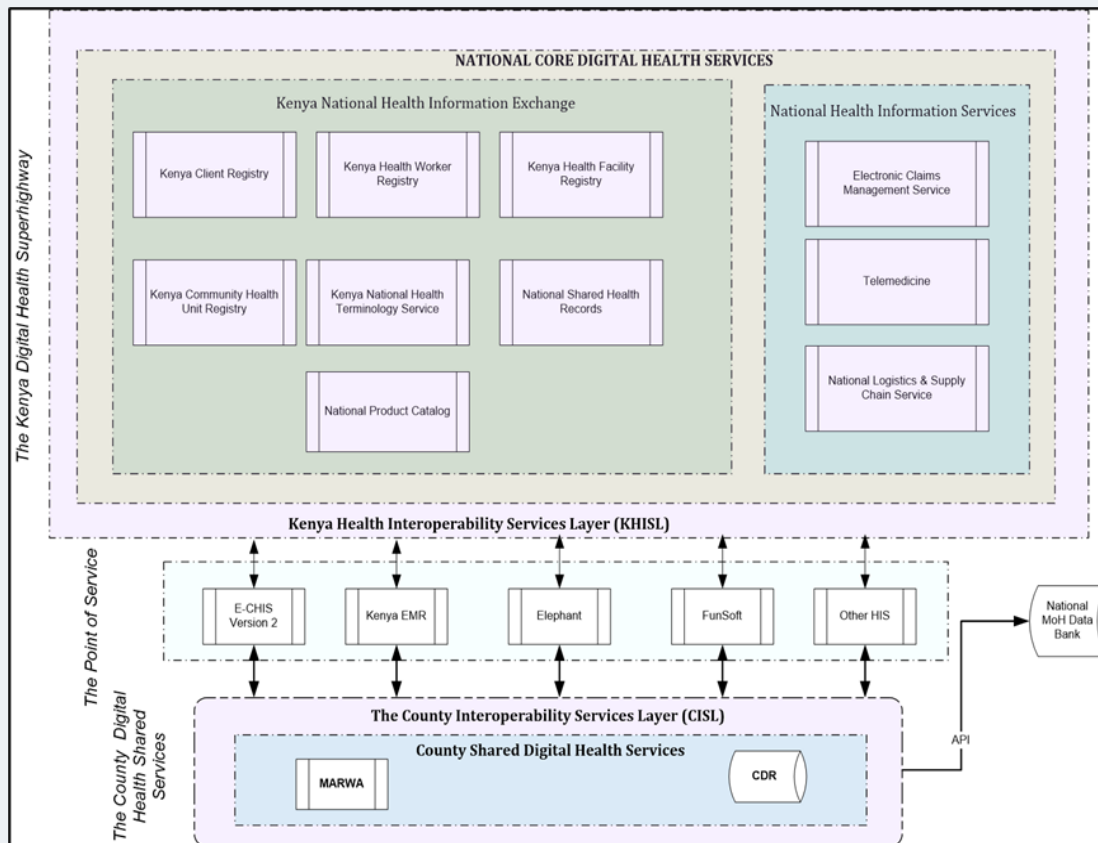 The Kenya Digital Health Superhighway
NATIONAL CORE DIGITAL HEALTH SERVICES
Kenya National Health Information Exchange
Kenya Client Registry
Kenya Health Worker
Registry
Kenya Health Facility
Registry
Kenya Community Health
Unit Registry
Kenya National Health
Terminology Service
National Shared Health
Records
National Product Catalog
National Health Information Services
Electronic Claims
Management Service
Telemedicine
National Logistics & Supply
Chain Service
Kenya Health Interoperability Services Layer (KHISL)
The Point of Service
E-CHIS
Version 2
Kenya EMR
Elephant
FunSoft
Other HIS
National
MoH Data
Bank
The County Digital
Health Shared
Services
The County Interoperability Services Layer (CISL)
County Shared Digital Health Services
MARWA
CDR
API